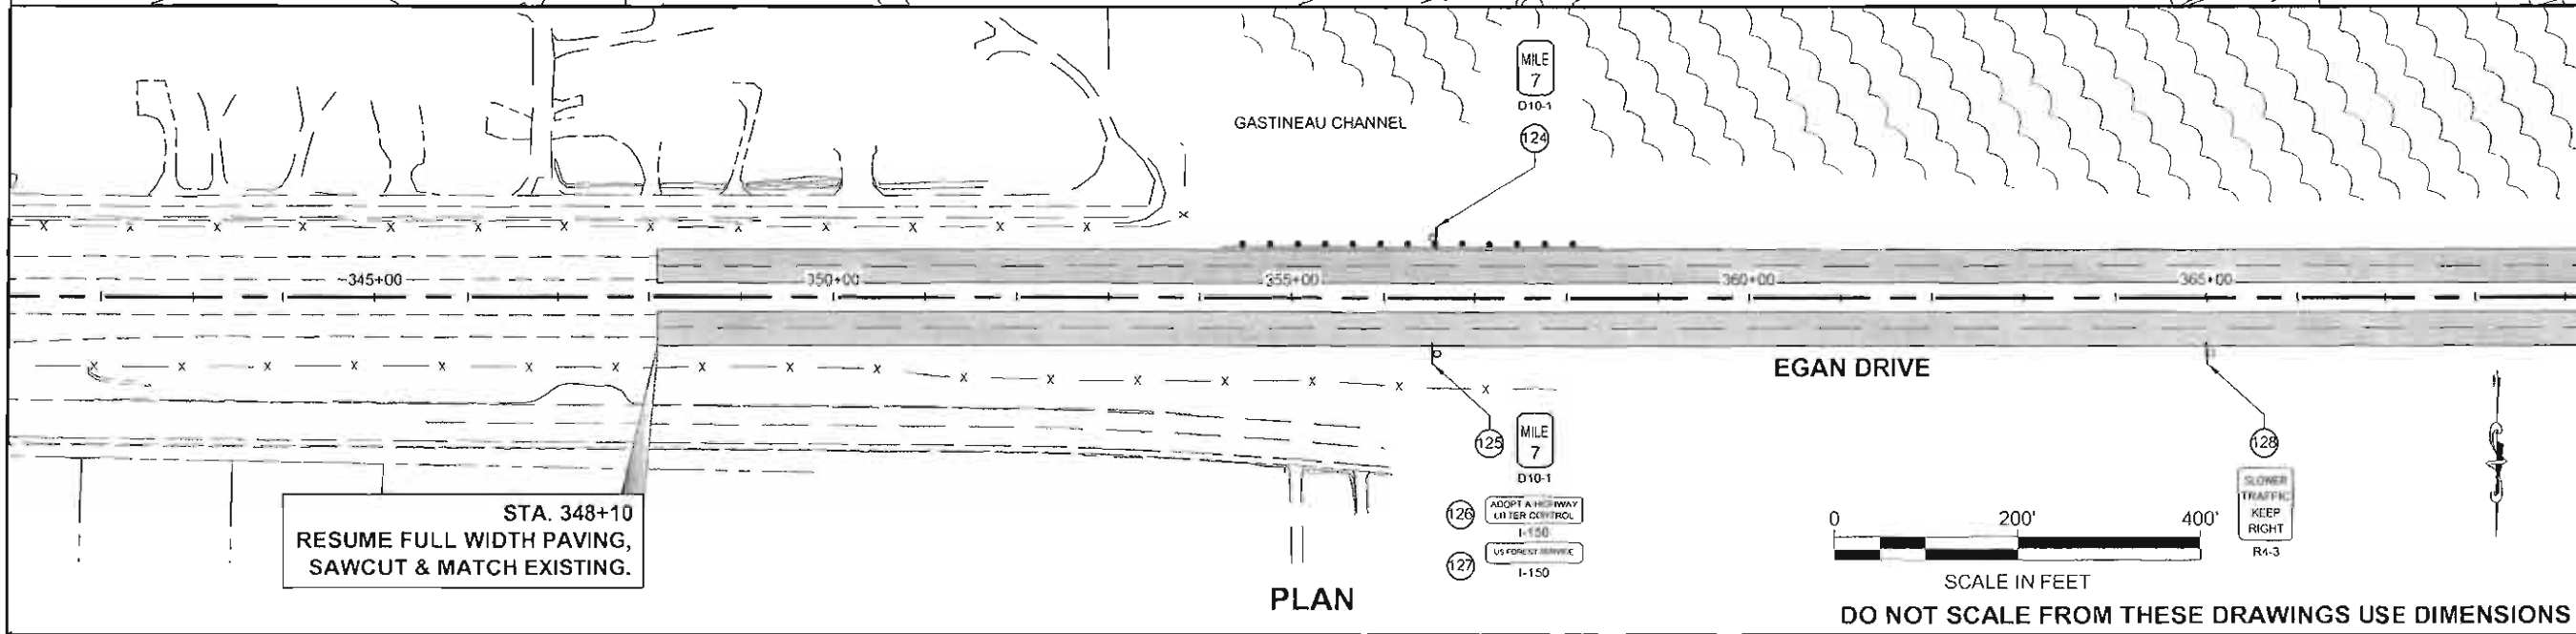 MILE
7
D10-1
124
GASTINEAU CHANNEL
345+00
350+00
355+00
360+00
365+00
EGAN DRIVE
125
MILE
7
D10-1
126
ADOPT A HIGHWAY
LITTER CONTROL
I-150
127
US FOREST SERVICE
I-150
128
SLOWER
TRAFFIC
KEEP
RIGHT
R4-3
STA. 348+10
RESUME FULL WIDTH PAVING,
SAWCUT & MATCH EXISTING.
PLAN
0 200' 400'
SCALE IN FEET
DO NOT SCALE FROM THESE DRAWINGS USE DIMENSIONS